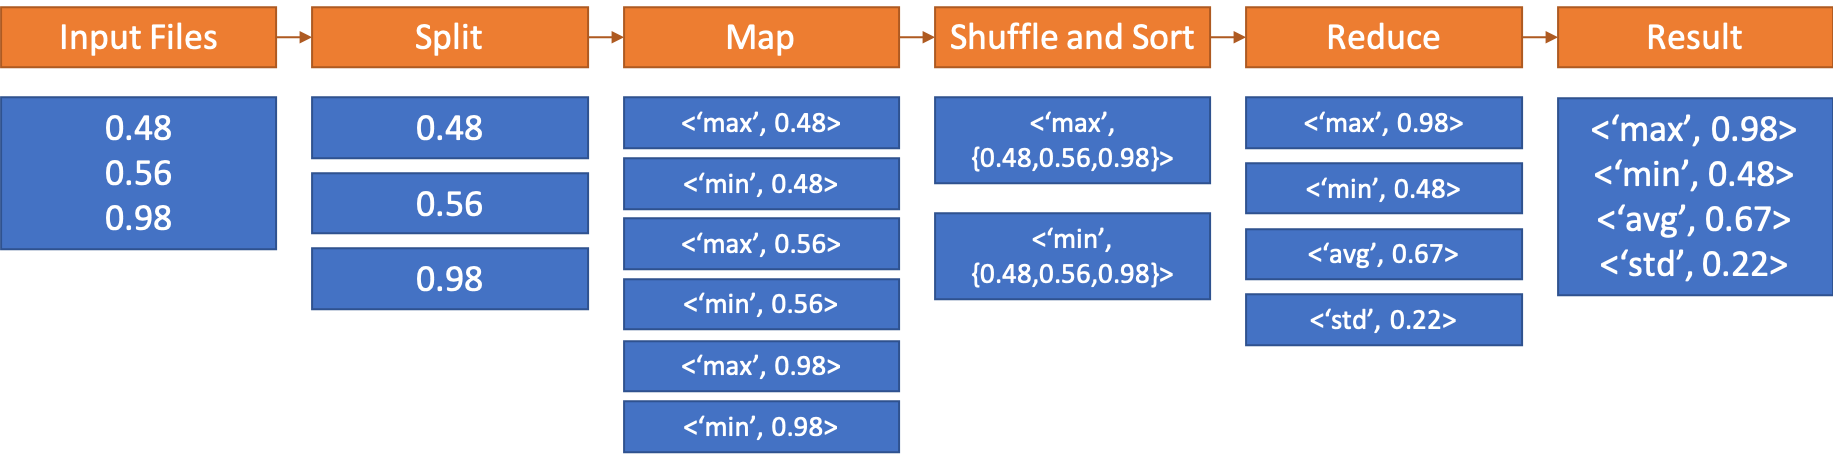 Input Files
Split
Map
Shuffle and Sort
Reduce
Result
0.48
0.56
0.98
0.48
0.56
0.98
<‘max’, 0.48>
<‘min’, 0.48>
<‘max’, 0.56>
<‘min’, 0.56>
<‘max’, 0.98>
<‘min’, 0.98>
<‘max’,
{0.48,0.56,0.98}>
<‘min’,
{0.48,0.56,0.98}>
<‘max’, 0.98>
<‘min’, 0.48>
<‘avg’, 0.67>
<‘std’, 0.22>
<‘max’, 0.98>
<‘min’, 0.48>
<‘avg’, 0.67>
<‘std’, 0.22>